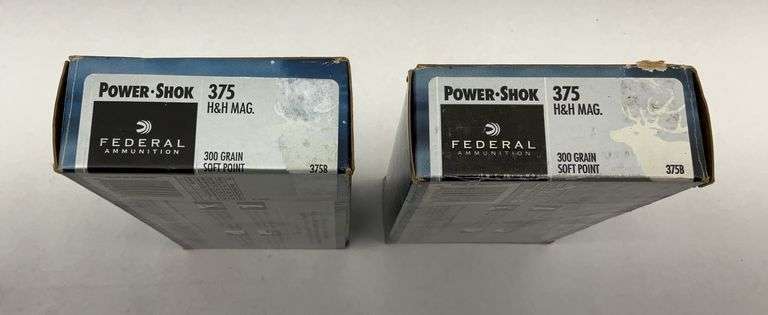 POWER•SHOK 375
H&H MAG.
FEDERAL
AMMUNITION
300 GRAIN
SOFT POINT 375B
POWER•SHOK 375
H&H MAG.
FEDERAL
AMMUNITION
300 GRAIN
SOFT POINT 375B